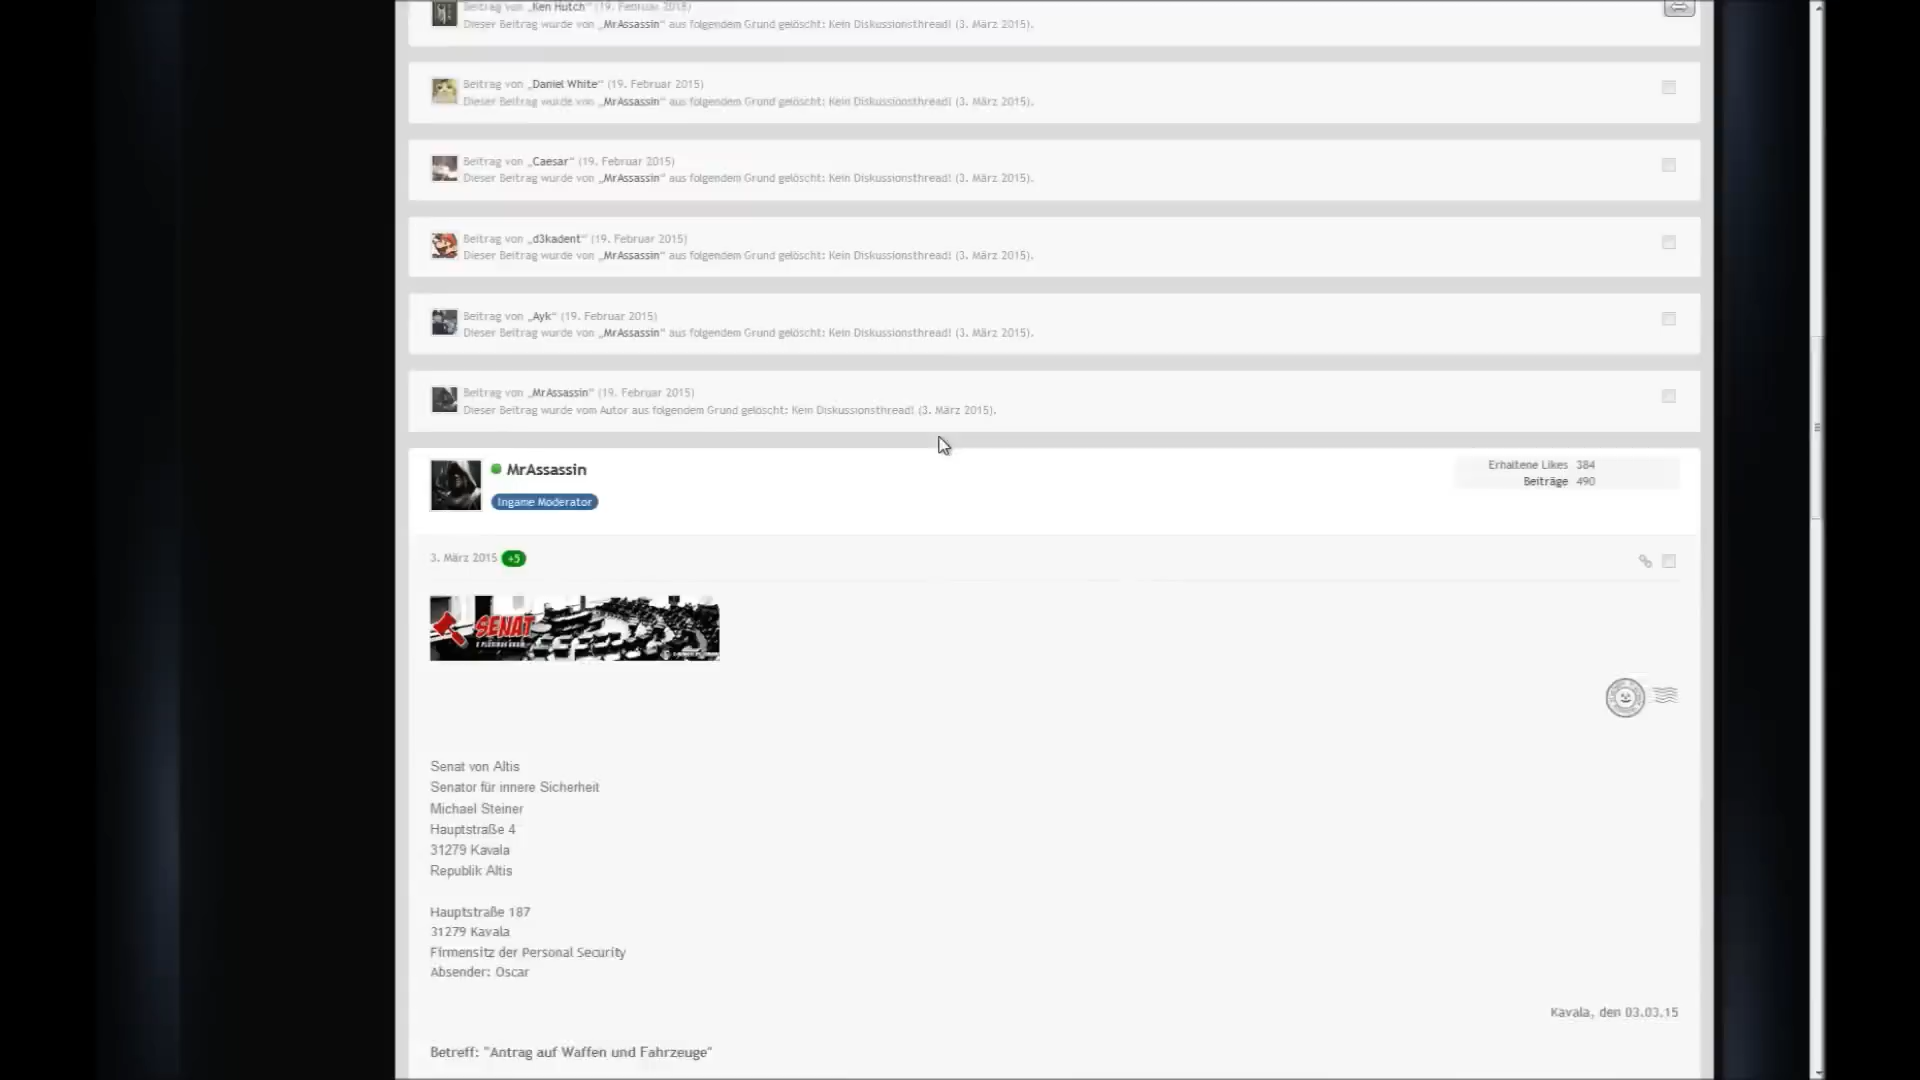 Beitrag von „Ken Hutch“ (19. Februar 2015)
Dieser Beitrag wurde von „MrAssassin“ aus folgendem Grund gelöscht: Kein Diskussionsthread! (3. März 2015).
Beitrag von „Daniel White“ (19. Februar 2015)
Dieser Beitrag wurde von „MrAssassin“ aus folgendem Grund gelöscht: Kein Diskussionsthread! (3. März 2015).
Beitrag von „Caesar“ (19. Februar 2015)
Dieser Beitrag wurde von „MrAssassin“ aus folgendem Grund gelöscht: Kein Diskussionsthread! (3. März 2015).
Beitrag von „d3kadent“ (19. Februar 2015)
Dieser Beitrag wurde von „MrAssassin“ aus folgendem Grund gelöscht: Kein Diskussionsthread! (3. März 2015).
Beitrag von „Ayk“ (19. Februar 2015)
Dieser Beitrag wurde von „MrAssassin“ aus folgendem Grund gelöscht: Kein Diskussionsthread! (3. März 2015).
Beitrag von „MrAssassin“ (19. Februar 2015)
Dieser Beitrag wurde vom Autor aus folgendem Grund gelöscht: Kein Diskussionsthread! (3. März 2015).
MrAssassin
Ingame Moderator
Erhaltene Likes 384
Beiträge 490
3. März 2015 +5
SENAT
Senat von Altis
Senator für innere Sicherheit
Michael Steiner
Hauptstraße 4
31279 Kavala
Republik Altis
Hauptstraße 187
31279 Kavala
Firmensitz der Personal Security
Absender: Oscar
Kavala, den 03.03.15
Betreff: "Antrag auf Waffen und Fahrzeuge"